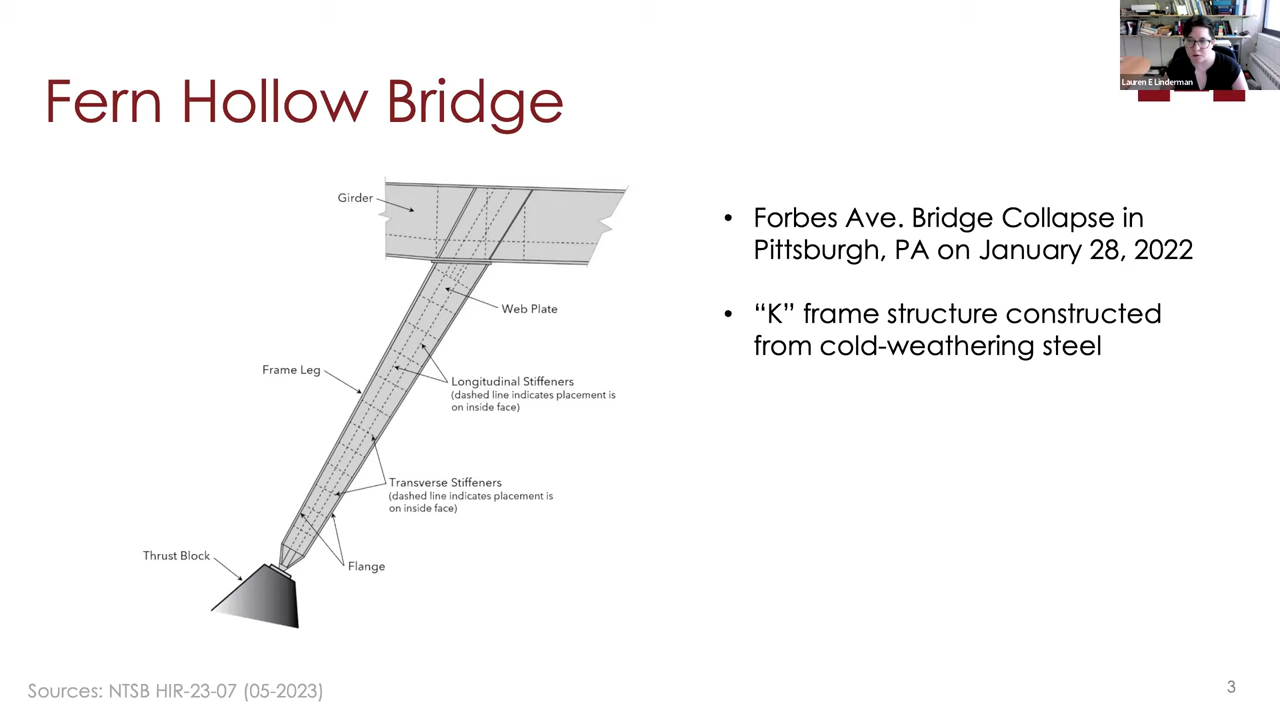 Lauren E Linderman
Fern Hollow Bridge
Girder
Web Plate
Frame Leg
Longitudinal Stiffeners
(dashed line indicates placement is
on inside face)
Transverse Stiffeners
(dashed line indicates placement is
on inside face)
Thrust Block
Flange
• Forbes Ave. Bridge Collapse in
Pittsburgh, PA on January 28, 2022
• “K” frame structure constructed
from cold-weathering steel
Sources: NTSB HIR-23-07 (05-2023)
3